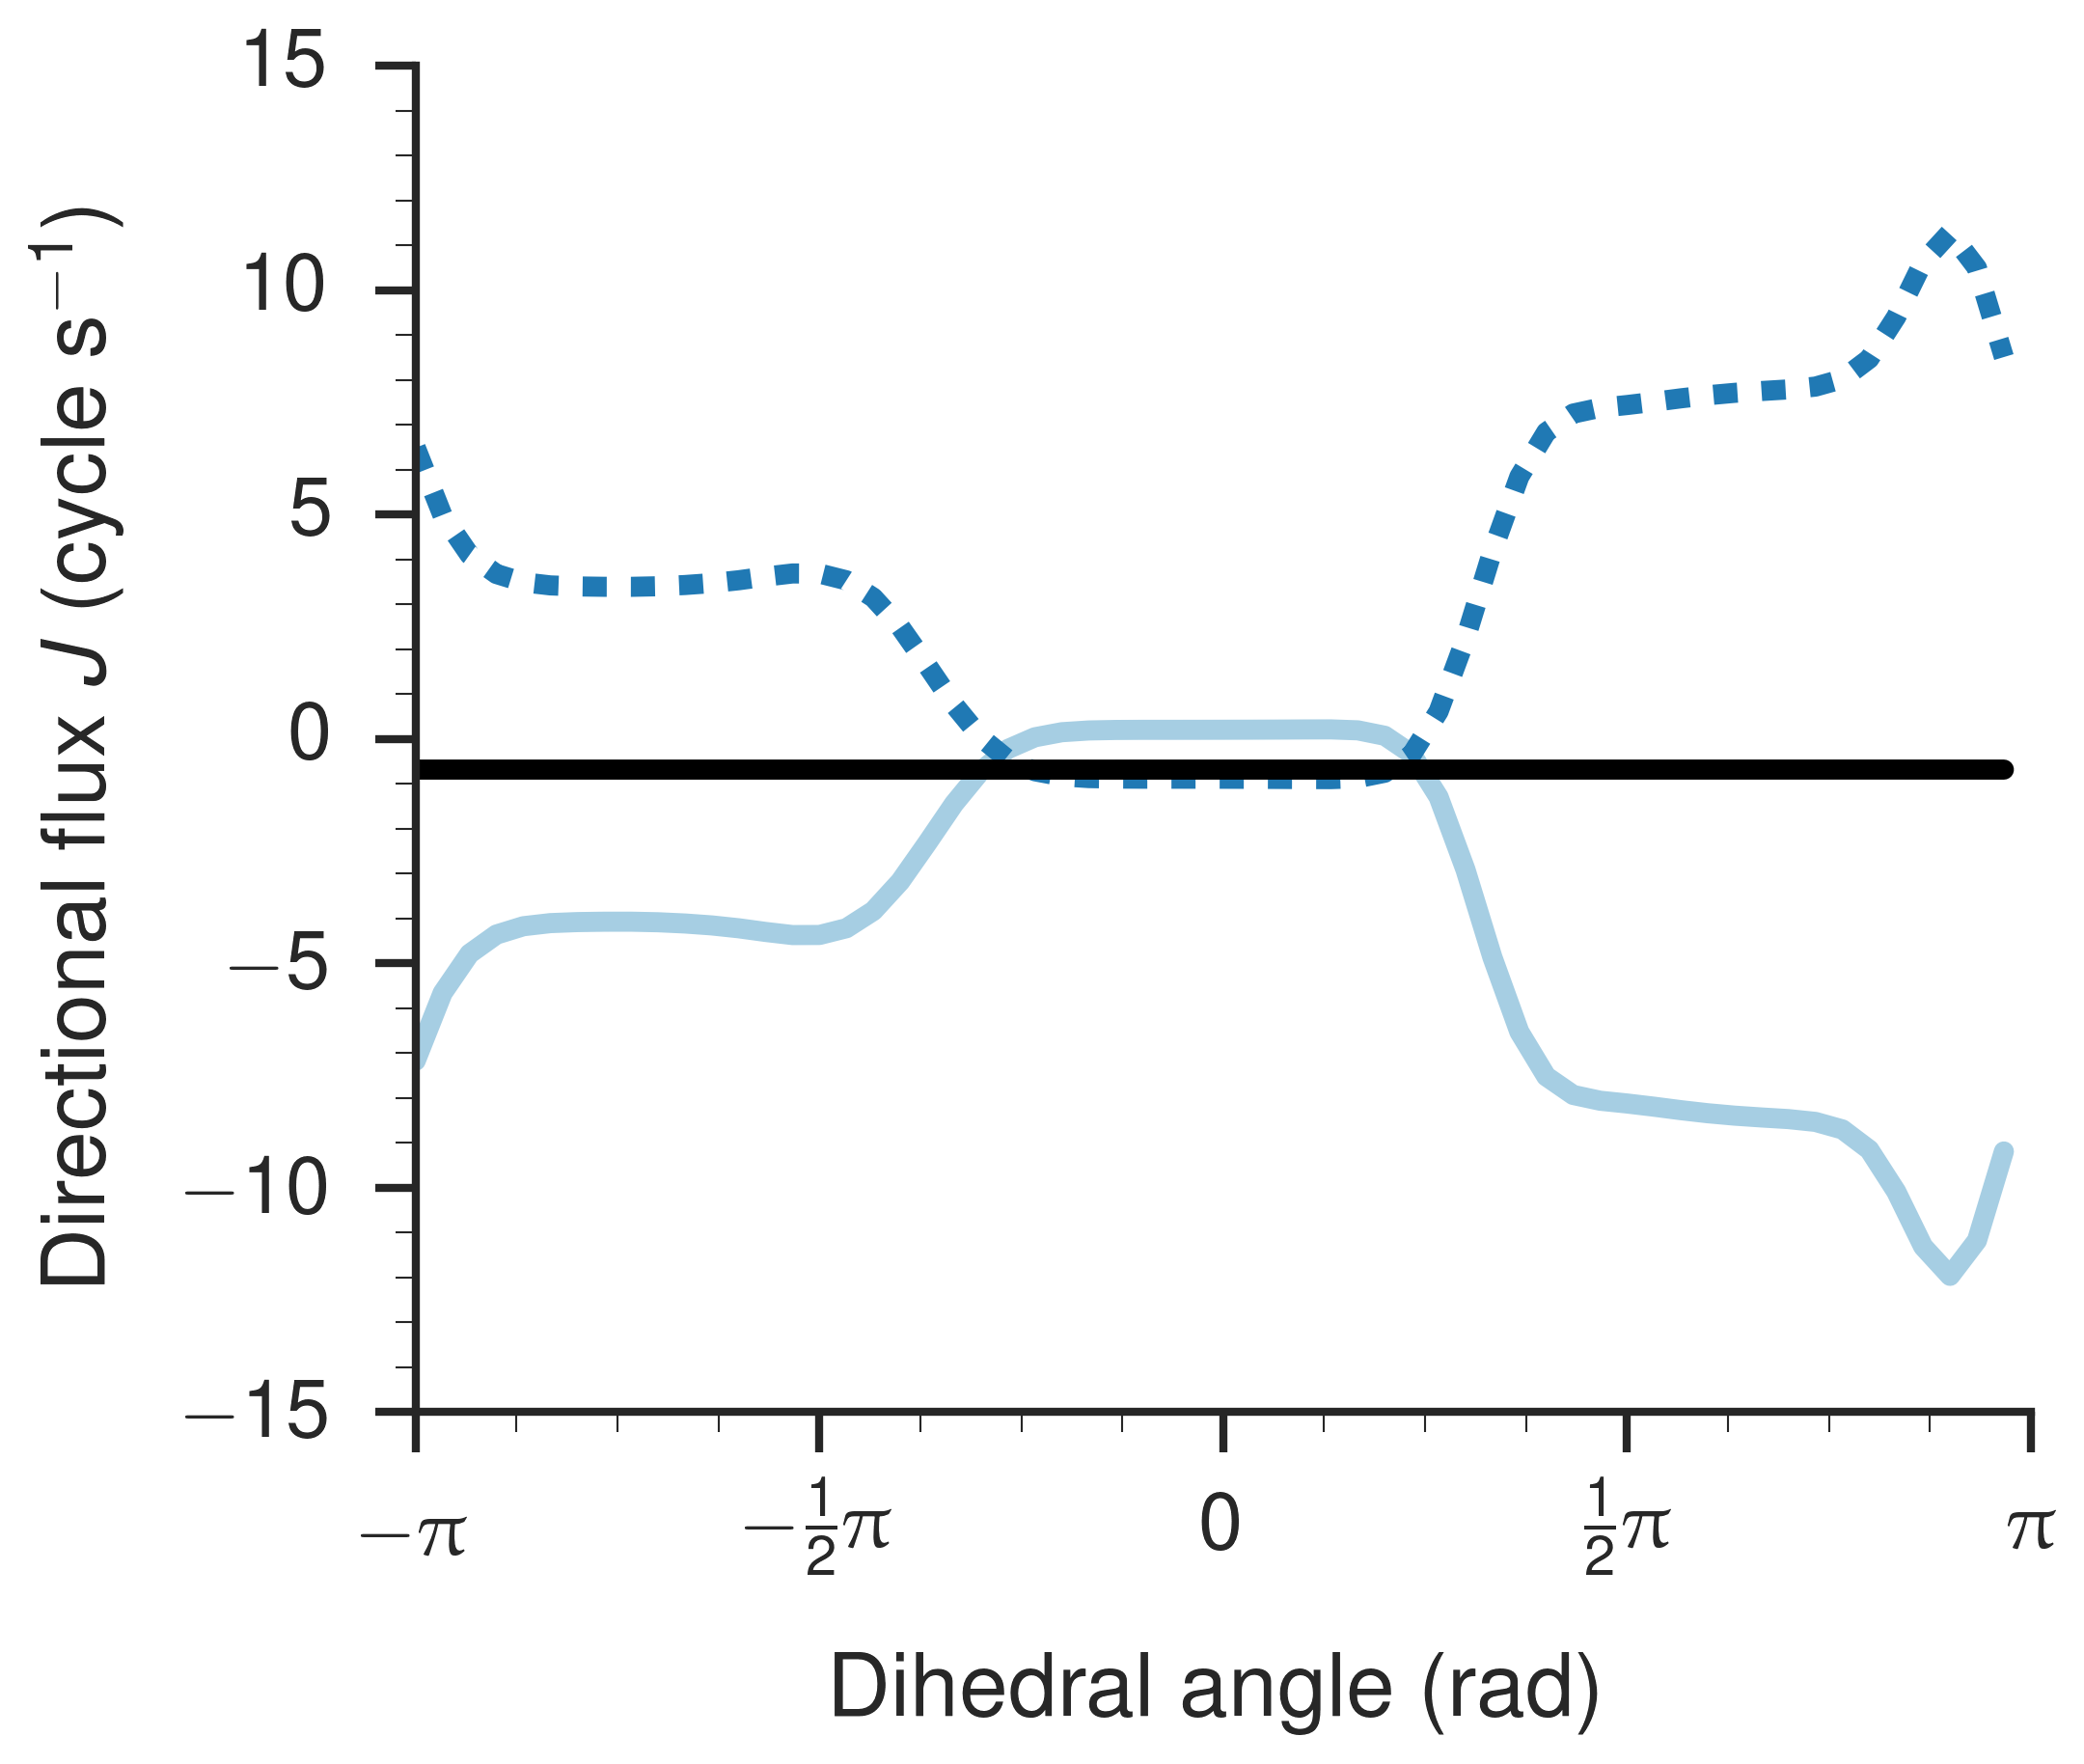 Directional flux J (cycle s⁻¹)
15
10
5
0
−5
−10
−15
−π
−½π
0
½π
π
Dihedral angle (rad)